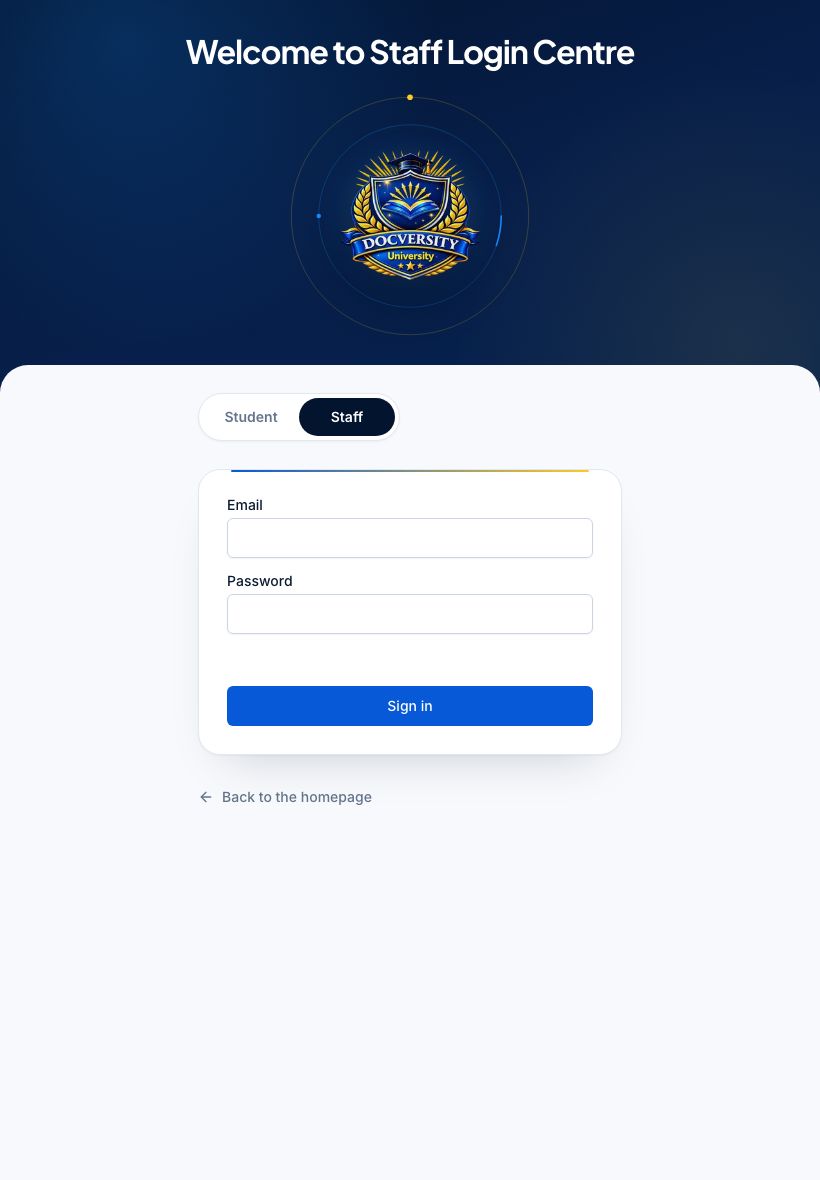 Welcome to Staff Login Centre
DOCVERSITY
University
Student
Staff
Email
Password
Sign in
Back to the homepage